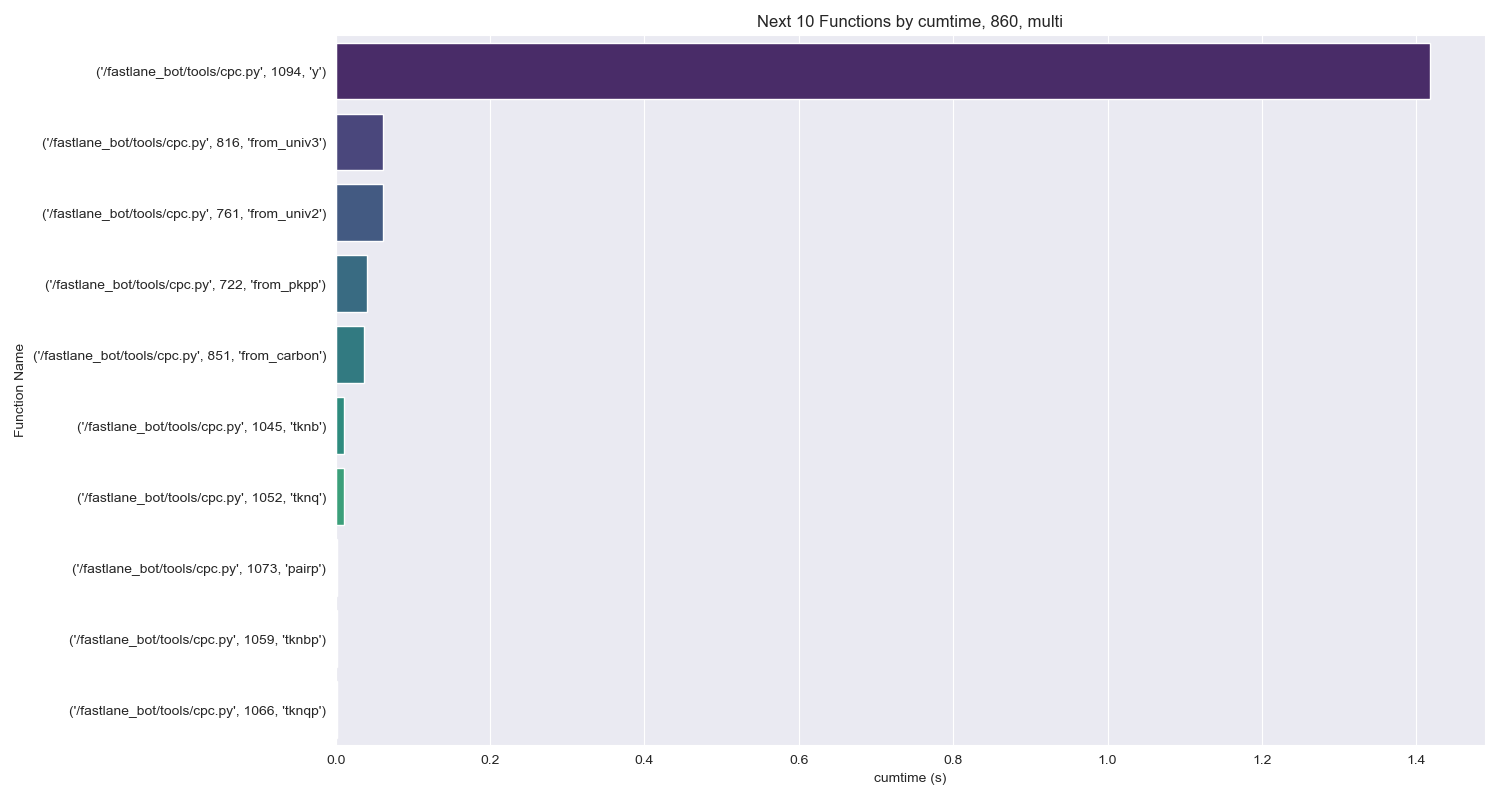 Next 10 Functions by cumtime, 860, multi
Function Name
('/fastlane_bot/tools/cpc.py', 1094, 'y')
('/fastlane_bot/tools/cpc.py', 816, 'from_univ3')
('/fastlane_bot/tools/cpc.py', 761, 'from_univ2')
('/fastlane_bot/tools/cpc.py', 722, 'from_pkpp')
('/fastlane_bot/tools/cpc.py', 851, 'from_carbon')
('/fastlane_bot/tools/cpc.py', 1045, 'tknb')
('/fastlane_bot/tools/cpc.py', 1052, 'tknq')
('/fastlane_bot/tools/cpc.py', 1073, 'pairp')
('/fastlane_bot/tools/cpc.py', 1059, 'tknbp')
('/fastlane_bot/tools/cpc.py', 1066, 'tknqp')
0.0 0.2 0.4 0.6 0.8 1.0 1.2 1.4
cumtime (s)